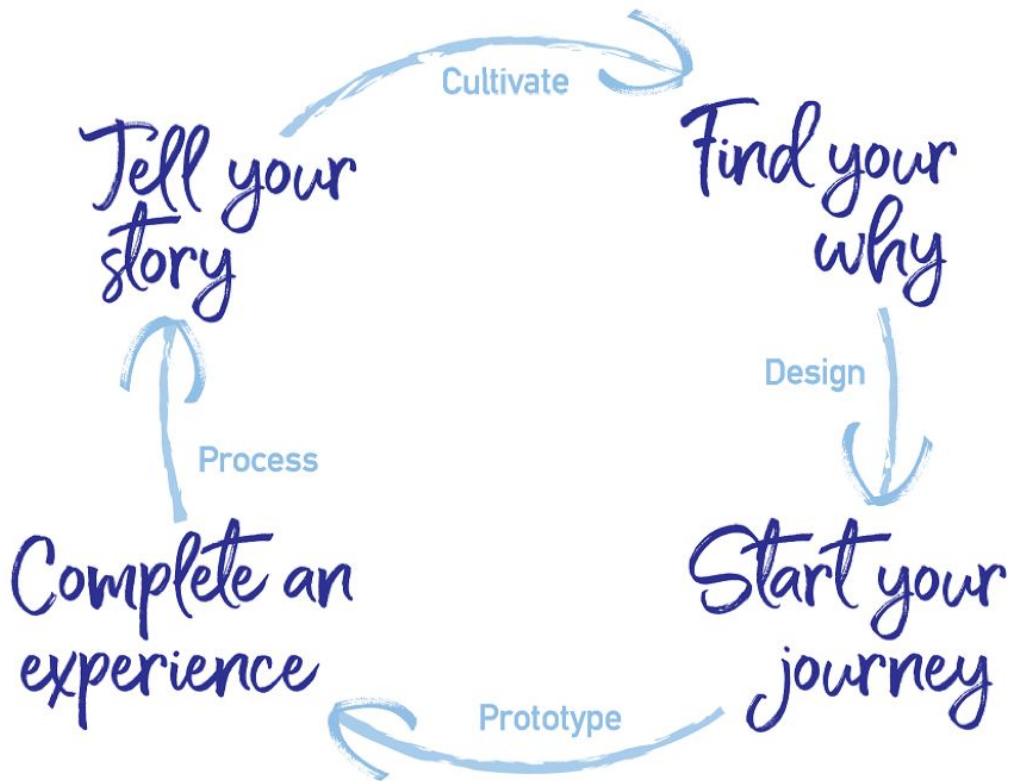 Cultivate
Tell your
story
Find your
why
Design
Process
Complete an
experience
Start your
journey
Prototype